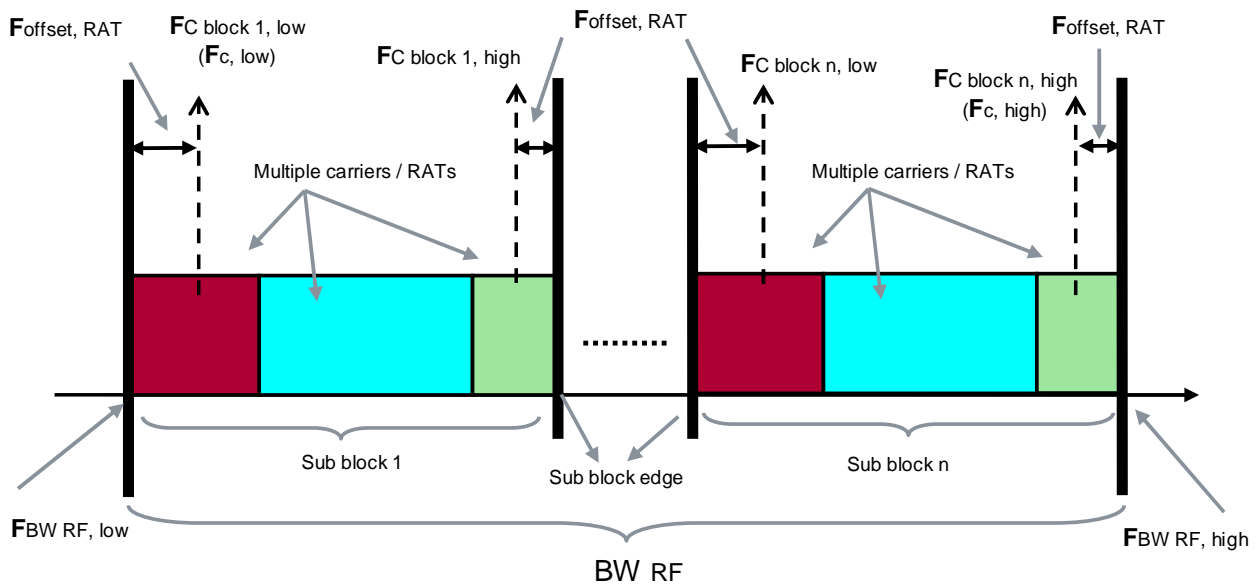 Foffset, RAT
FC block 1, low
(Fc, low)
FC block 1, high
Foffset, RAT
FC block n, low
Foffset, RAT
FC block n, high
(Fc, high)
Multiple carriers / RATs
Multiple carriers / RATs
Sub block 1
Sub block edge
Sub block n
FBW RF, low
FBW RF, high
BW RF